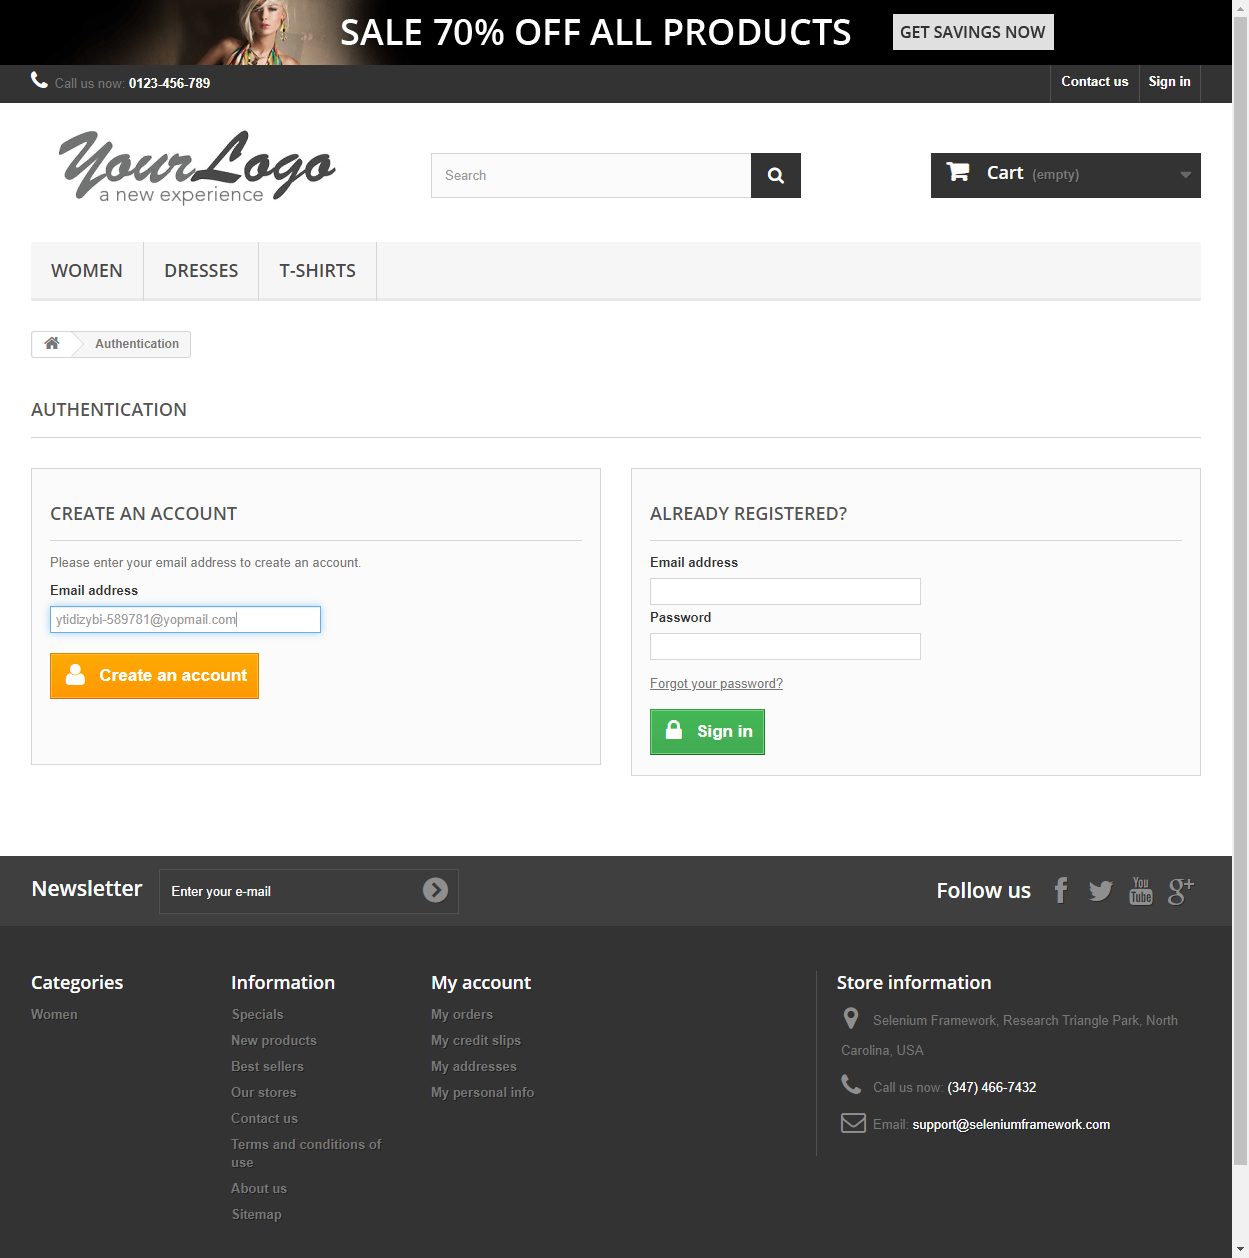 SALE 70% OFF ALL PRODUCTS
GET SAVINGS NOW
Call us now: 0123-456-789
Contact us
Sign in
YourLogo
a new experience
Search
Cart (empty)
WOMEN
DRESSES
T-SHIRTS
Authentication
AUTHENTICATION
CREATE AN ACCOUNT
Please enter your email address to create an account.
Email address
ytidizybi-589781@yopmail.com
Create an account
ALREADY REGISTERED?
Email address
Password
Forgot your password?
Sign in
Newsletter
Enter your e-mail
Follow us
You
Tube
g+
Categories
Women
Information
Specials
New products
Best sellers
Our stores
Contact us
Terms and conditions of
use
About us
Sitemap
My account
My orders
My credit slips
My addresses
My personal info
Store information
Selenium Framework, Research Triangle Park, North
Carolina, USA
Call us now: (347) 466-7432
Email: support@seleniumframework.com